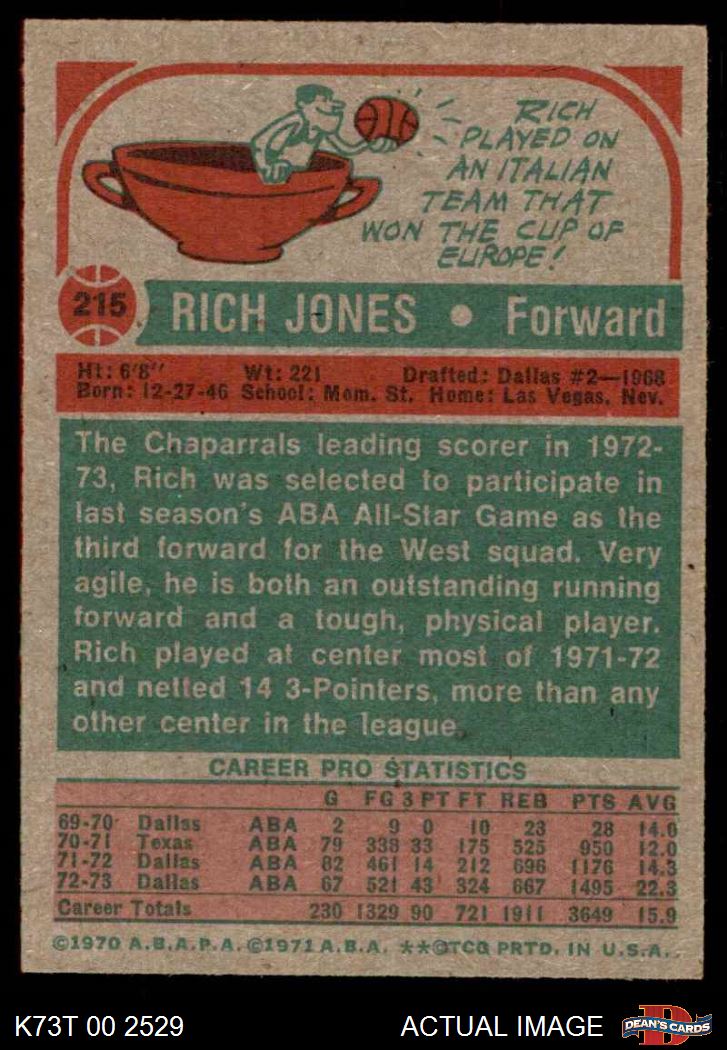 RICH
PLAYED ON
AN ITALIAN
TEAM THAT
WON THE CUP OF
EUROPE!
215 RICH JONES • Forward
Ht: 6'8" Wt: 221 Drafted: Dallas #2—1968
Born: 12-27-46 School: Mem. St. Home: Las Vegas, Nev.
The Chaparrals leading scorer in 1972-
73, Rich was selected to participate in
last season's ABA All-Star Game as the
third forward for the West squad. Very
agile, he is both an outstanding running
forward and a tough, physical player.
Rich played at center most of 1971-72
and netted 14 3-Pointers, more than any
other center in the league.
CAREER PRO STATISTICS
G FG 3 PT FT REB PTS AVG
69-70 Dallas ABA 2 9 0 10 23 28 14.0
70-71 Texas ABA 79 338 33 175 525 950 12.0
71-72 Dallas ABA 82 461 14 212 696 1176 14.3
72-73 Dallas ABA 67 521 43 324 667 1495 22.3
Career Totals 230 1329 90 721 1911 3649 15.9
©1970 A.B.A.P.A. ©1971 A.B.A. **©TCG PRTD. IN U.S.A.
K73T 00 2529 ACTUAL IMAGE DEAN'S CARDS